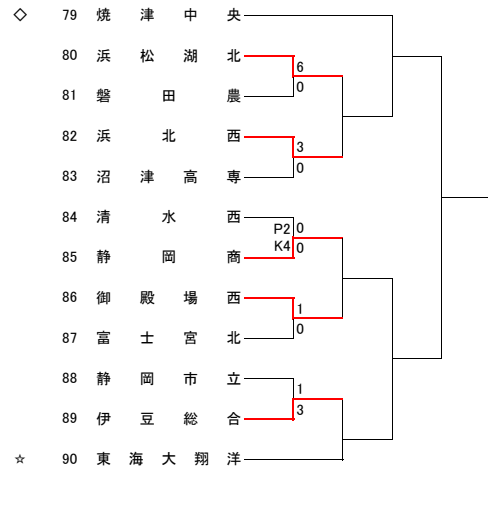 ◇ 79 焼津中央
80 浜松湖北
6
0
81 磐田農
82 浜北西
3
0
83 沼津高専
84 清水西
P2 0
K4 0
85 静岡商
86 御殿場西
1
0
87 富士宮北
88 静岡市立
1
3
89 伊豆総合
☆ 90 東海大翔洋